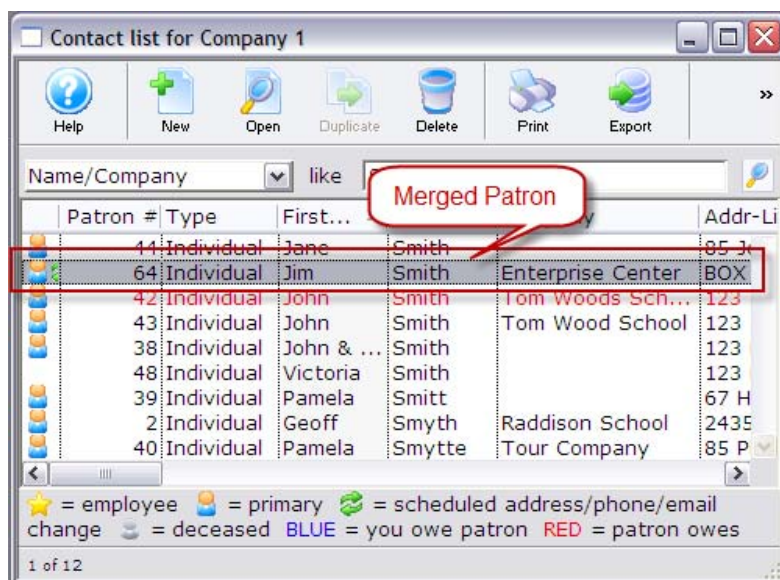 Contact list for Company 1
Help New Open Duplicate Delete Print Export »
Name/Company like
Merged Patron
Patron # Type First... Addr-Li
44 Individual Jane Smith 85
64 Individual Jim Smith Enterprise Center BOX
42 Individual John Smith Tom Woods Sch... 123
43 Individual John Smith Tom Wood School 123
38 Individual John & ... Smith 123
48 Individual Victoria Smith 123
39 Individual Pamela Smitt 67 H
2 Individual Geoff Smyth Raddison School 2435
40 Individual Pamela Smytte Tour Company 85 P
= employee = primary = scheduled address/phone/email
change = deceased BLUE = you owe patron RED = patron owes
1 of 12